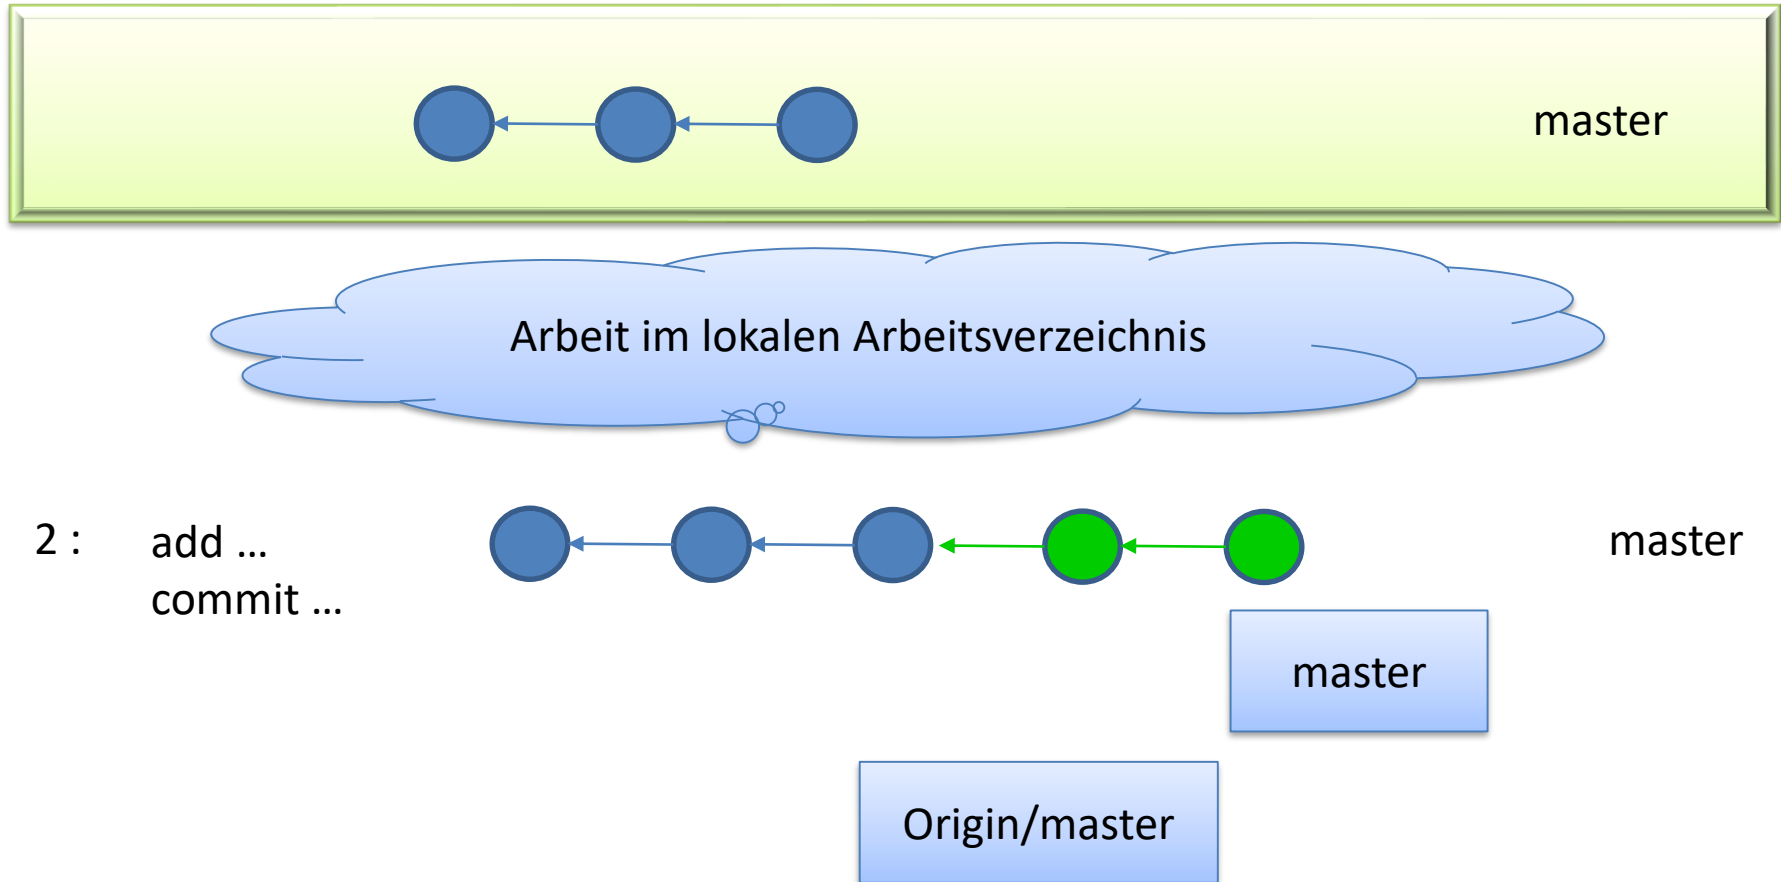 master
Arbeit im lokalen Arbeitsverzeichnis
2 :
add …
master
commit …
master
Origin/master